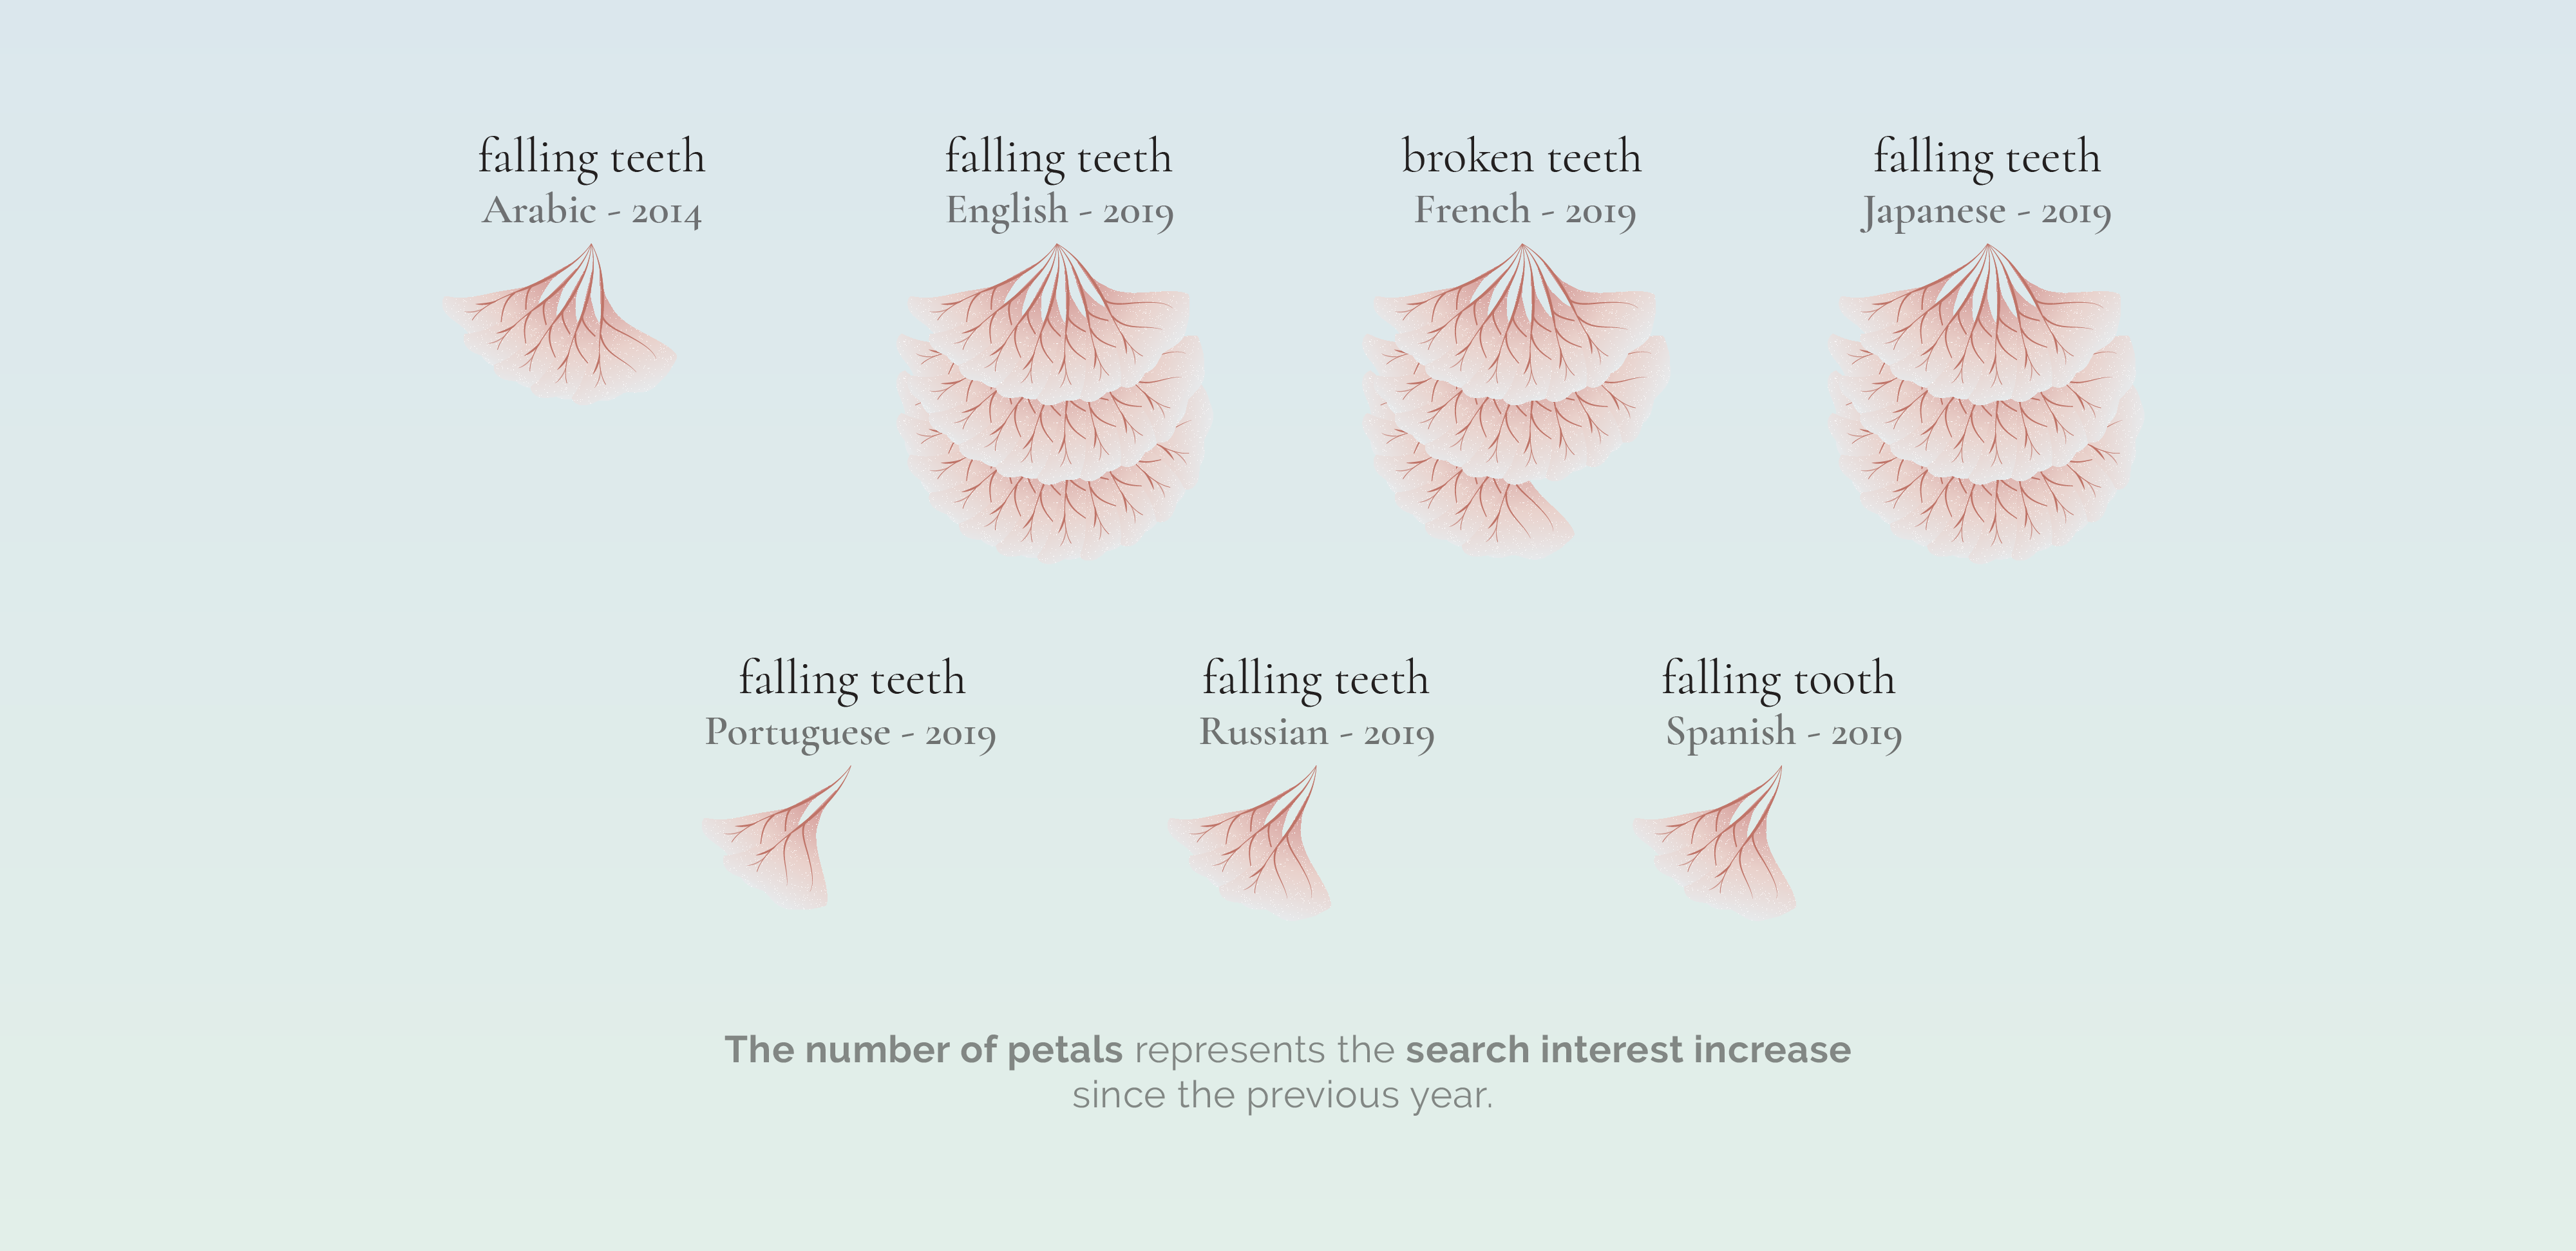 falling teeth
Arabic - 2014
falling teeth
English - 2019
broken teeth
French - 2019
falling teeth
Japanese - 2019
falling teeth
Portuguese - 2019
falling teeth
Russian - 2019
falling tooth
Spanish - 2019
The number of petals represents the search interest increase
since the previous year.